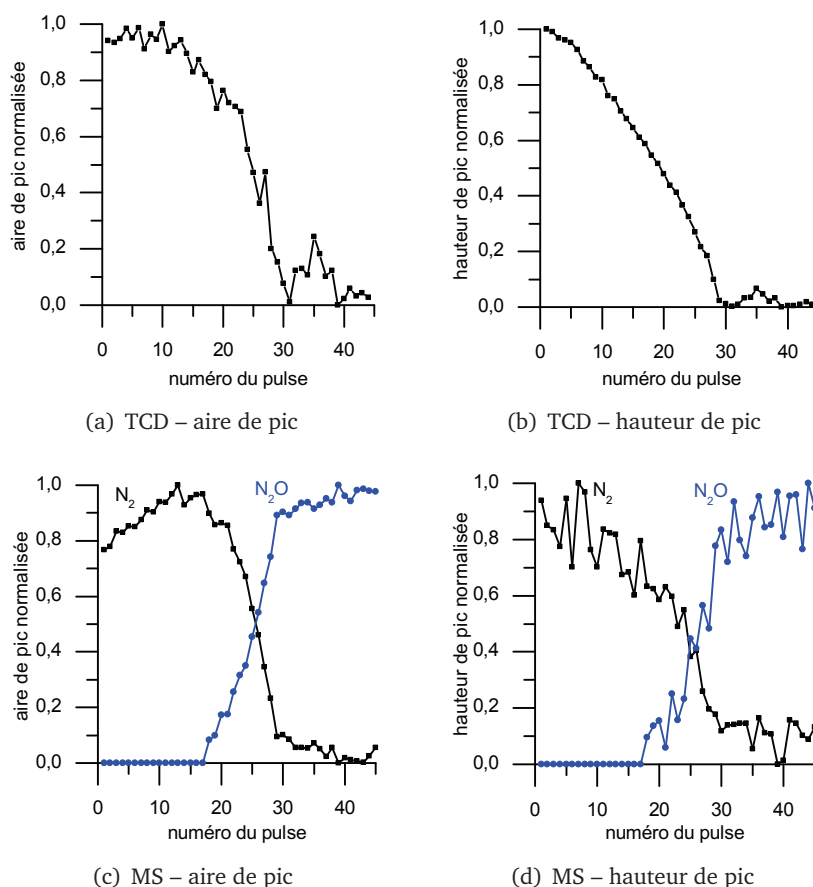 1,0
0,8
0,6
0,4
0,2
0,0
aire de pic normalisée
0 10 20 30 40
numéro du pulse
(a) TCD – aire de pic
1,0
0,8
0,6
0,4
0,2
0,0
hauteur de pic normalisée
0 10 20 30 40
numéro du pulse
(b) TCD – hauteur de pic
1,0
0,8
0,6
0,4
0,2
0,0
aire de pic normalisée
N2
N2O
0 10 20 30 40
numéro du pulse
(c) MS – aire de pic
1,0
0,8
0,6
0,4
0,2
0,0
hauteur de pic normalisée
N2
N2O
0 10 20 30 40
numéro du pulse
(d) MS – hauteur de pic